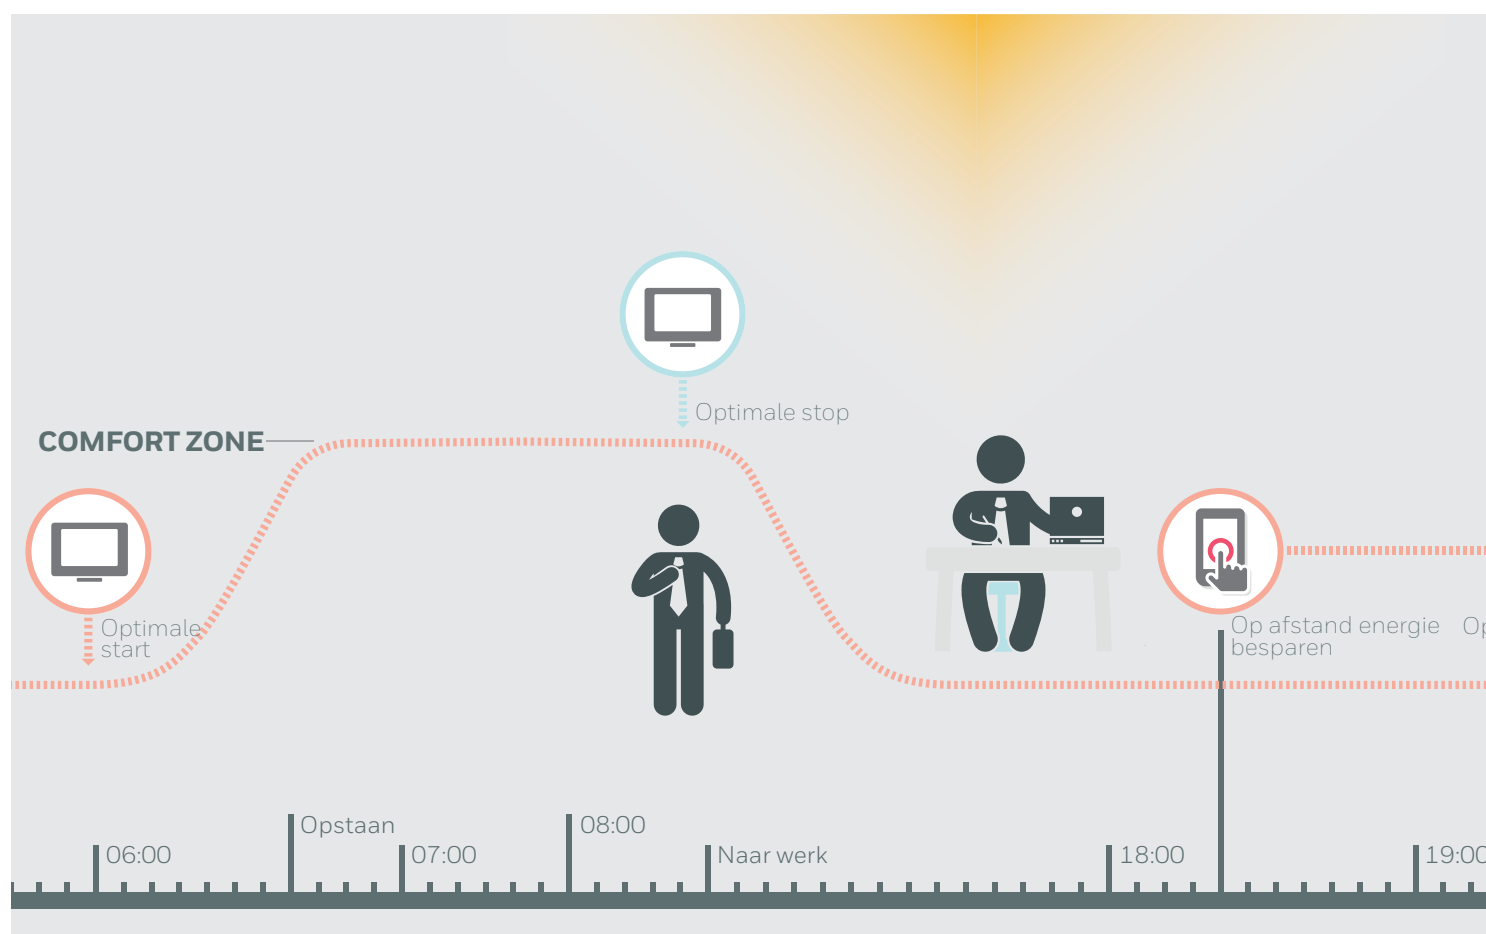 Optimale stop
COMFORT ZONE
Optimale
start
Op afstand energie
besparen
Op
Opstaan
08:00
06:00
07:00
Naar werk
18:00
19:00